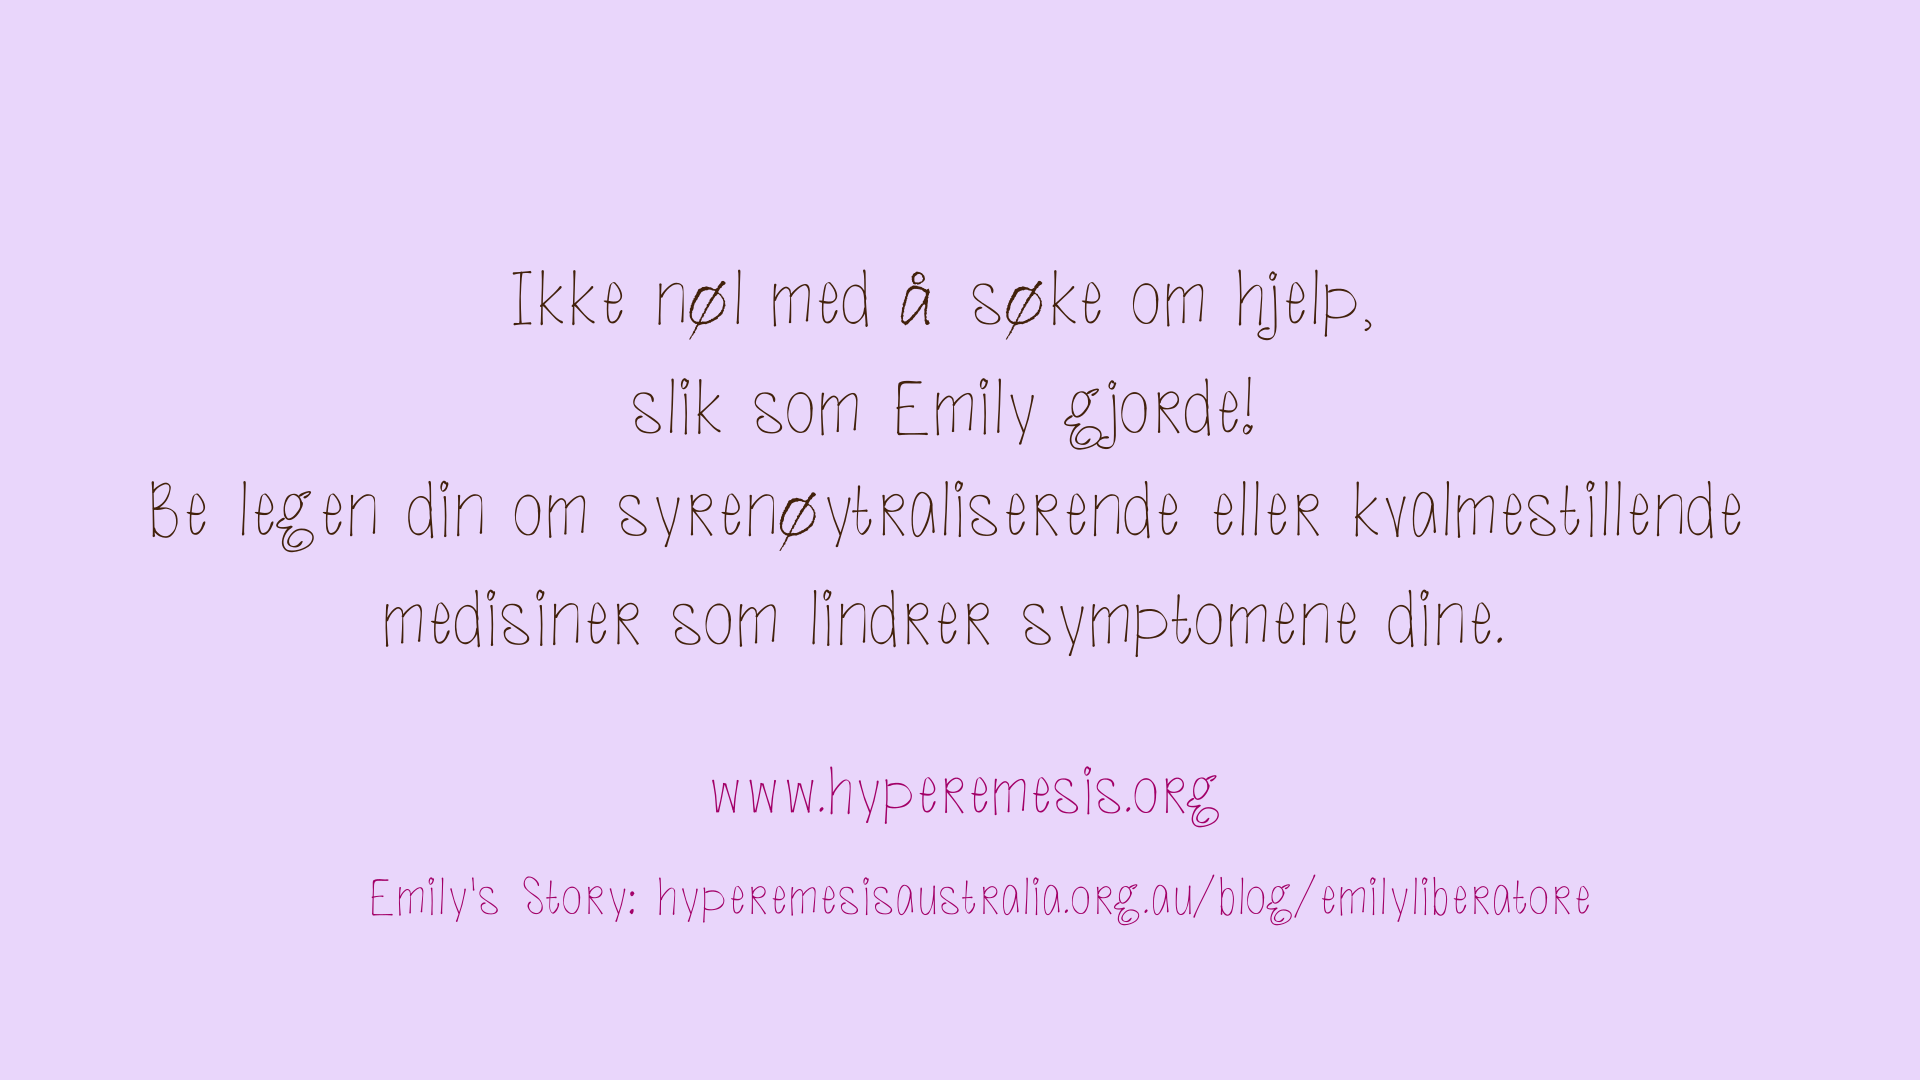 Ikke nøl med å søke om hjelp,
slik som Emily gjorde!
Be legen din om syrenøytraliserende eller kvalmestillende
medisiner som lindrer symptomene dine.
www.hyperemesis.org
Emily's Story: hyperemesisaustralia.org.au/blog/emilyliberatore